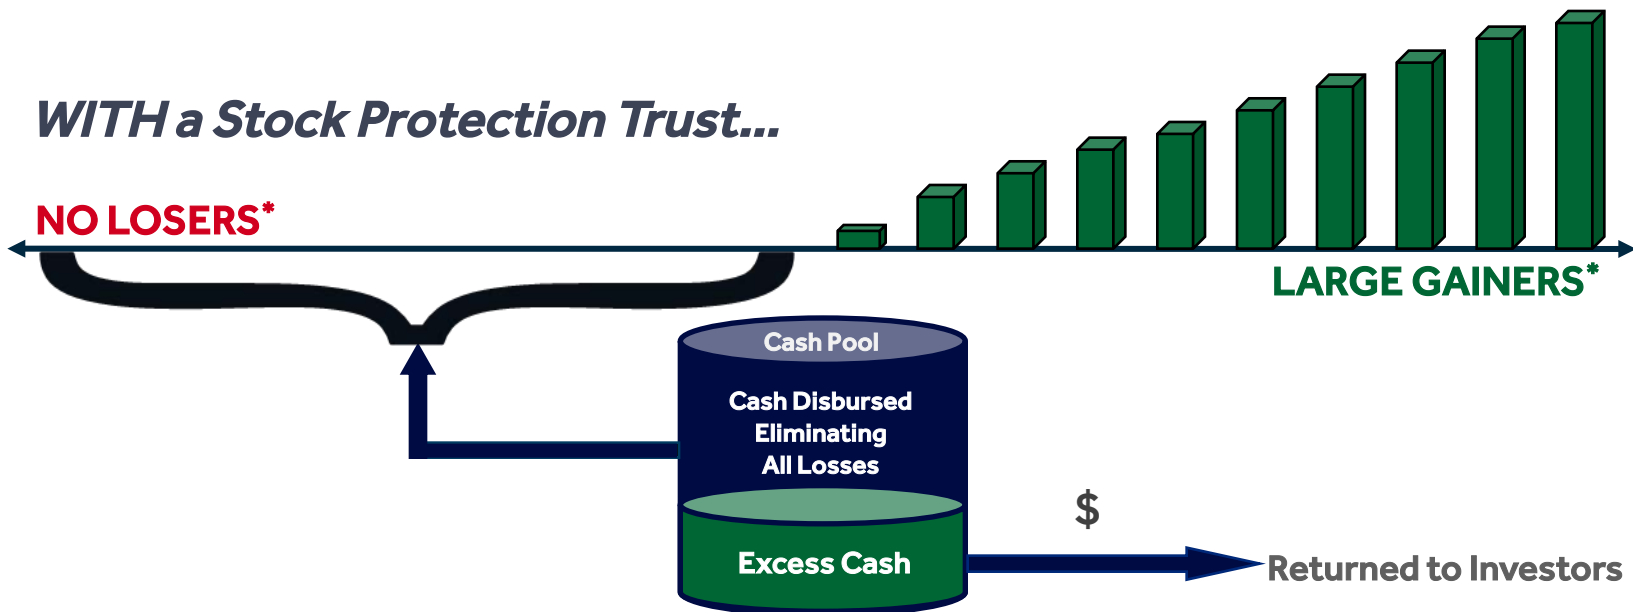 WITH a Stock Protection Trust...
NO LOSERS*
LARGE GAINERS*
Cash Pool
Cash Disbursed
Eliminating
All Losses
$
Excess Cash
Returned to Investors